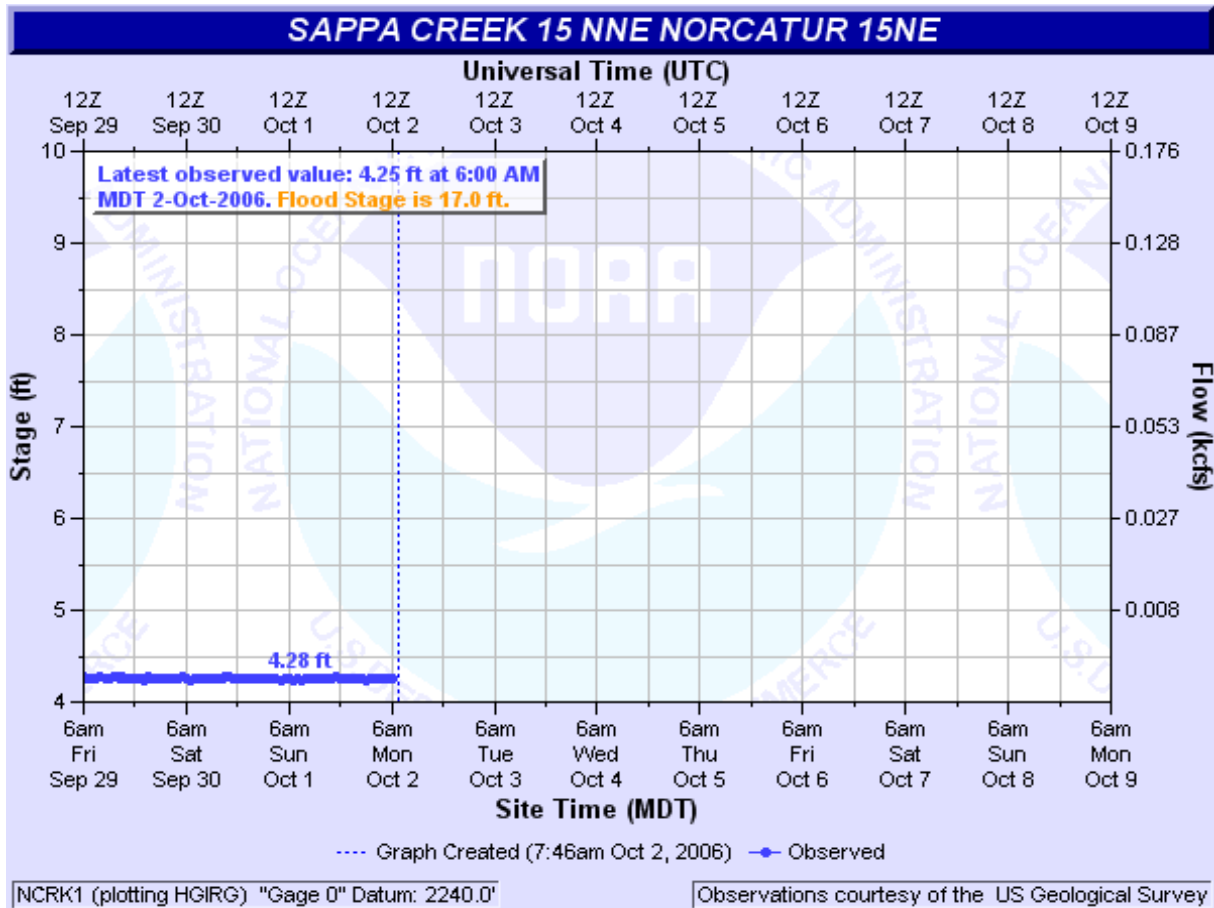 SAPPA CREEK 15 NNE NORCATUR 15NE
Universal Time (UTC)
12Z 12Z 12Z 12Z 12Z 12Z 12Z 12Z 12Z 12Z 12Z
Sep 29 Sep 30 Oct 1 Oct 2 Oct 3 Oct 4 Oct 5 Oct 6 Oct 7 Oct 8 Oct 9
Latest observed value: 4.25 ft at 6:00 AM
MDT 2-Oct-2006. Flood Stage is 17.0 ft.
10 0.176
9 0.128
8 0.087
7 0.053
6 0.027
5 0.008
4
Stage (ft)
Flow (kcfs)
NOAA
NATIONAL OCEANIC
ADMINISTRATION
4.28 ft
6am 6am 6am 6am 6am 6am 6am 6am 6am 6am 6am
Fri Sat Sun Mon Tue Wed Thu Fri Sat Sun Mon
Sep 29 Sep 30 Oct 1 Oct 2 Oct 3 Oct 4 Oct 5 Oct 6 Oct 7 Oct 8 Oct 9
Site Time (MDT)
Graph Created (7:46am Oct 2, 2006) Observed
NCRK1 (plotting HGIRG) "Gage 0" Datum: 2240.0'
Observations courtesy of the US Geological Survey